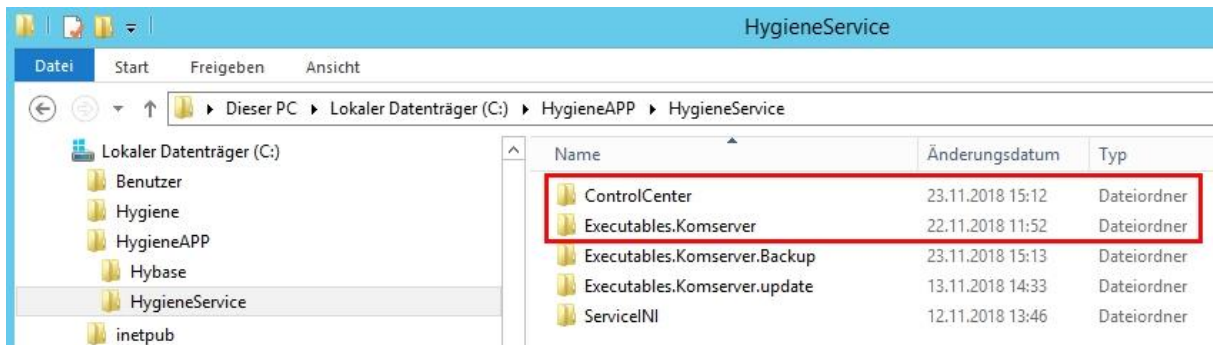 HygieneService
Datei Start Freigeben Ansicht
Dieser PC Lokaler Datenträger (C:) HygieneAPP HygieneService
Lokaler Datenträger (C:)
Benutzer
Hygiene
HygieneAPP
Hybase
HygieneService
inetpub
Name Änderungsdatum Typ
ControlCenter 23.11.2018 15:12 Dateiordner
Executables.Komserver 22.11.2018 11:52 Dateiordner
Executables.Komserver.Backup 23.11.2018 15:13 Dateiordner
Executables.Komserver.update 13.11.2018 14:33 Dateiordner
ServiceINI 12.11.2018 13:46 Dateiordner